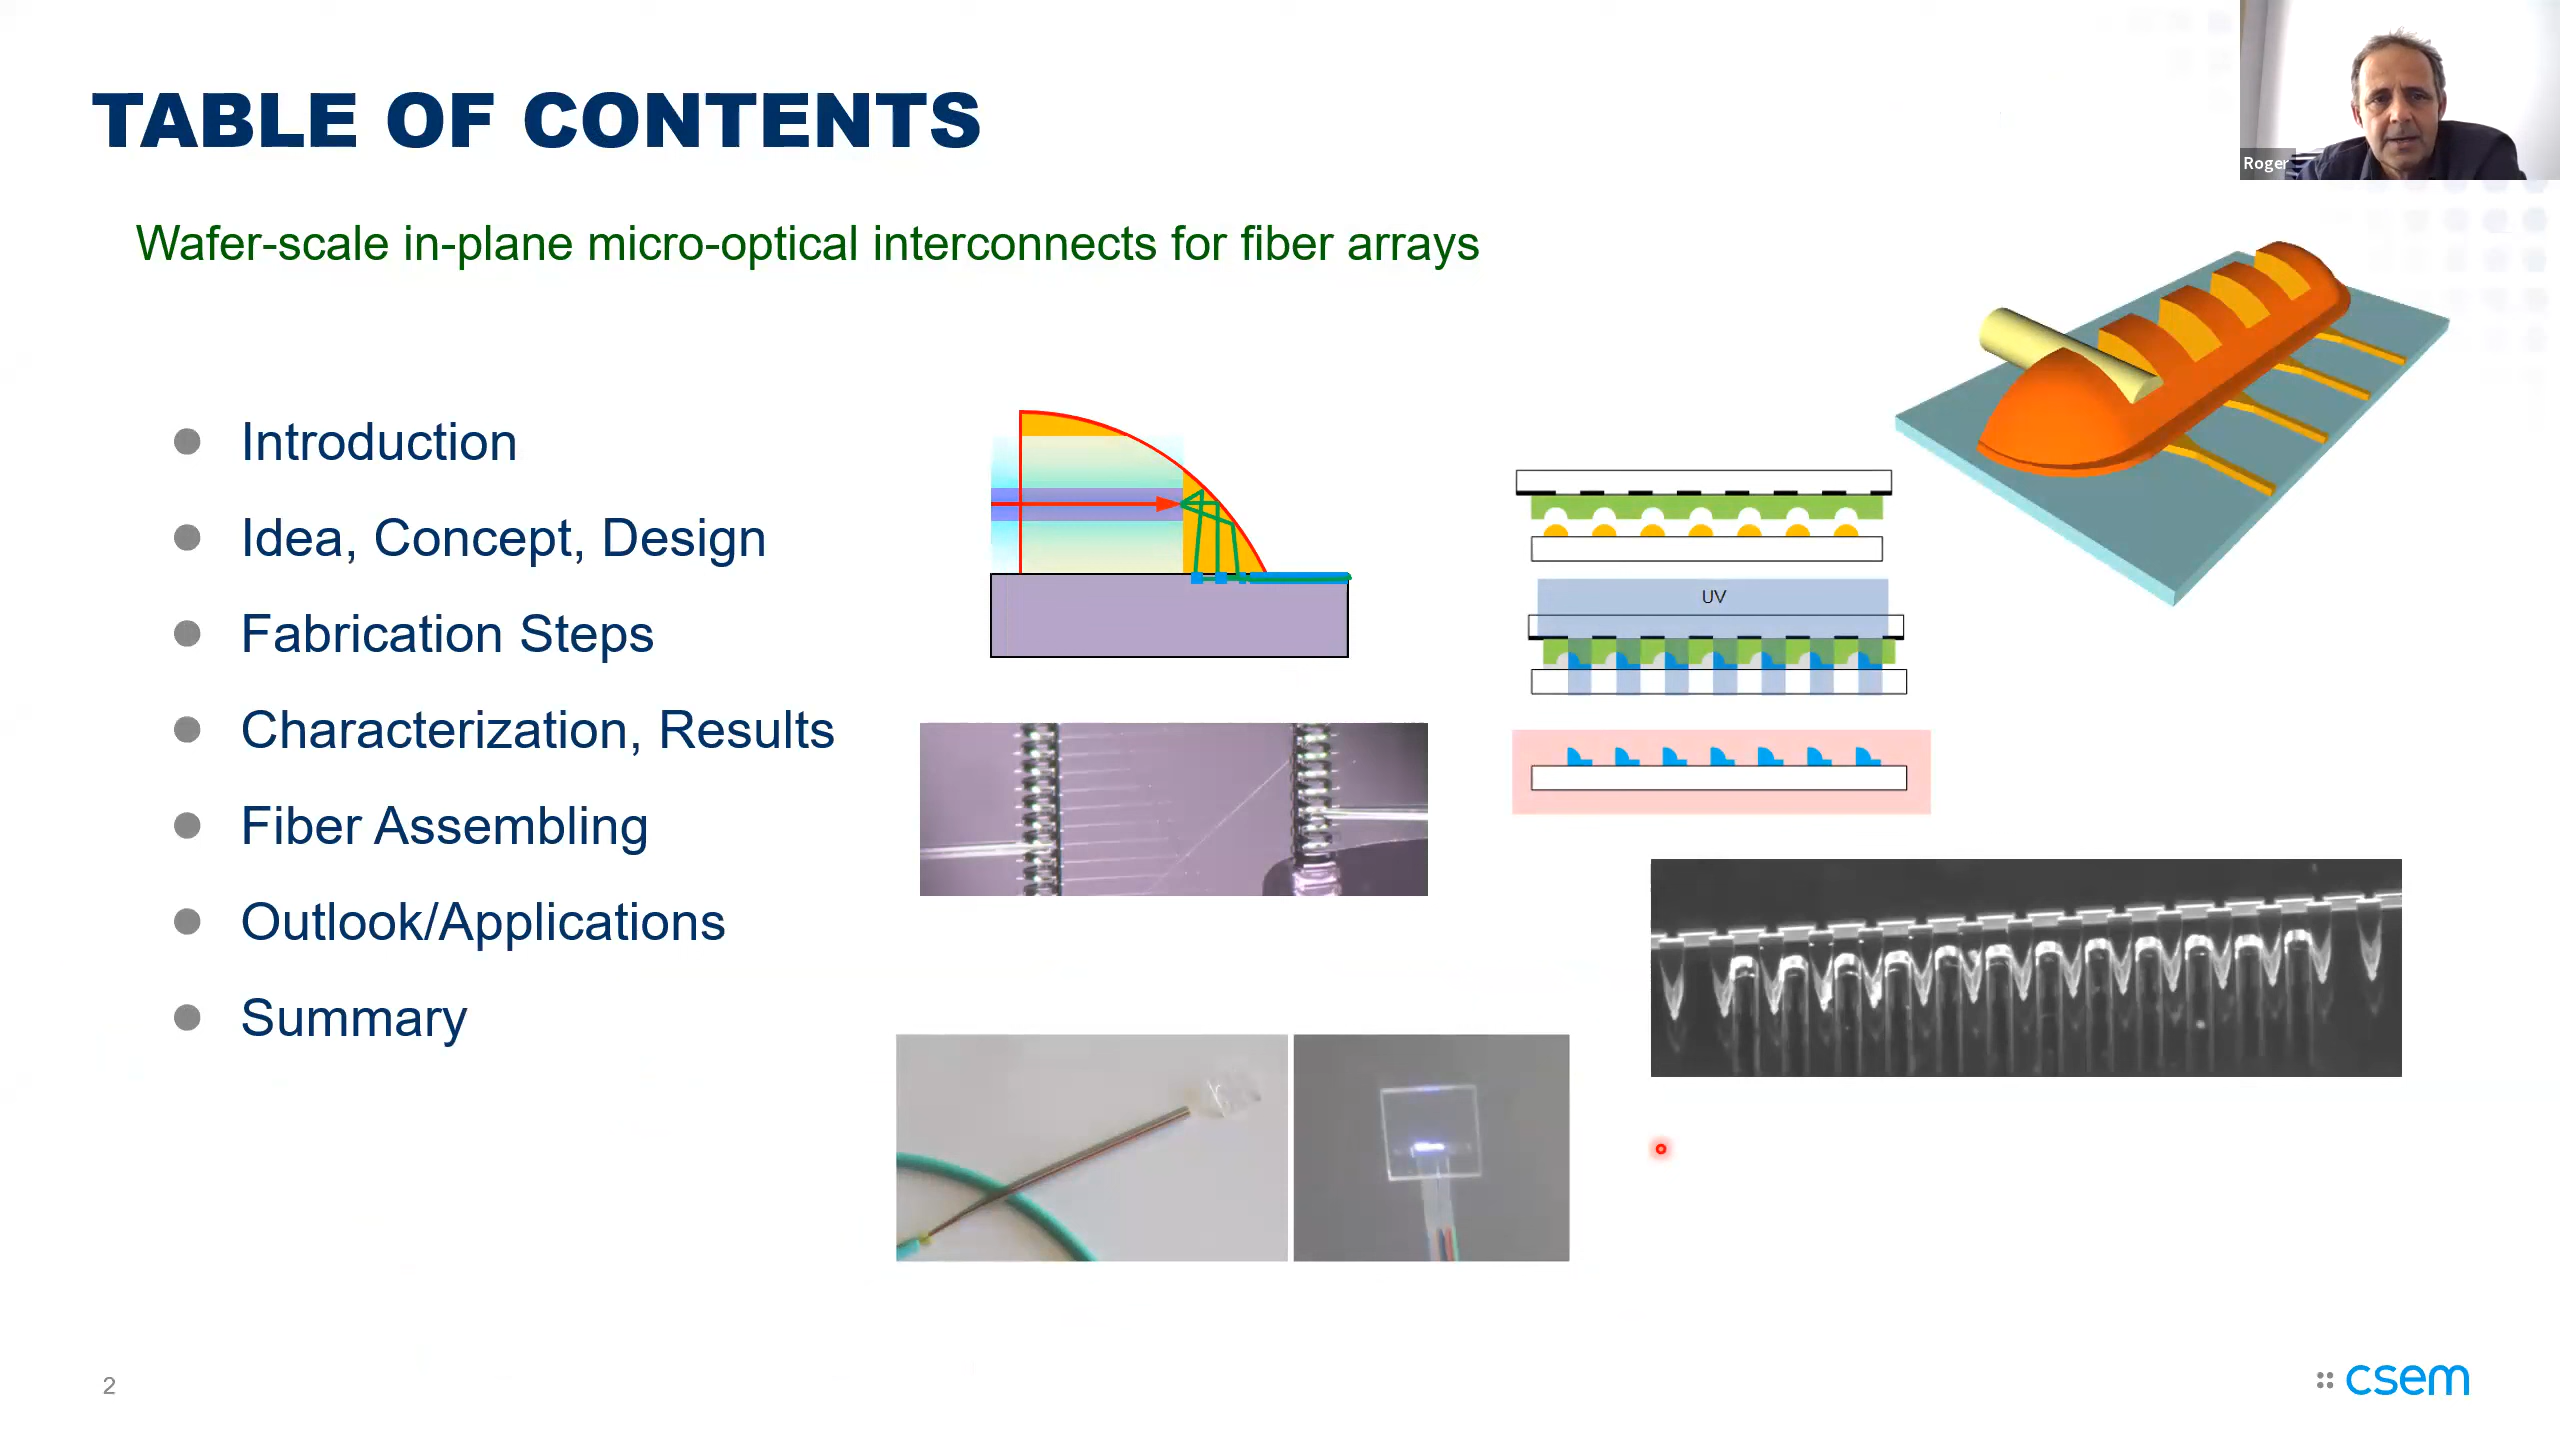 TABLE OF CONTENTS
Roger
Wafer-scale in-plane micro-optical interconnects for fiber arrays
Introduction
Idea, Concept, Design
Fabrication Steps
Characterization, Results
Fiber Assembling
Outlook/Applications
Summary
UV
2
csem